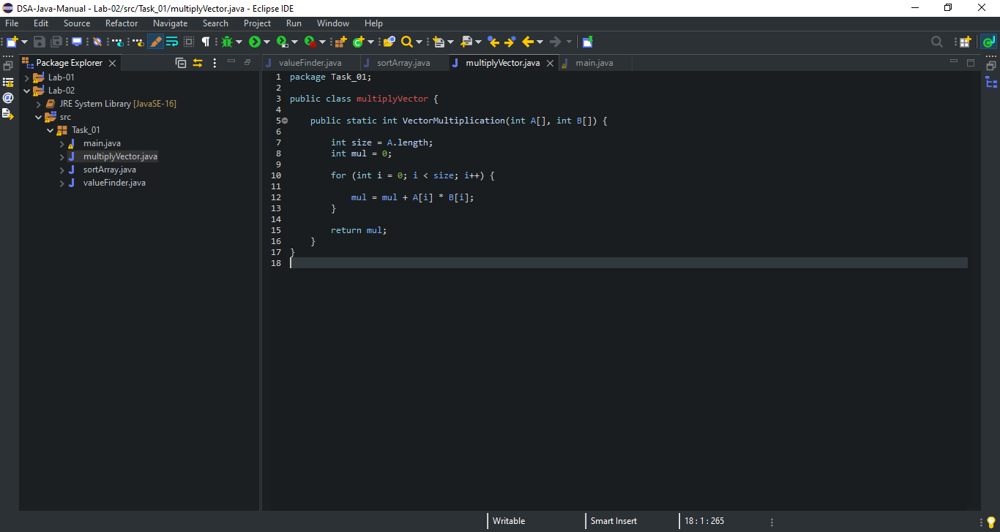 DSA-Java-Manual - Lab-02/src/Task_01/multiplyVector.java - Eclipse IDE
File Edit Source Refactor Navigate Search Project Run Window Help
Package Explorer
Lab-01
Lab-02
JRE System Library [JavaSE-16]
src
Task_01
main.java
multiplyVector.java
sortArray.java
valueFinder.java
valueFinder.java sortArray.java multiplyVector.java main.java
1 package Task_01;
2
3 public class multiplyVector {
4
5 public static int VectorMultiplication(int A[], int B[]) {
6
7 int size = A.length;
8 int mul = 0;
9
10 for (int i = 0; i < size; i++) {
11
12 mul = mul + A[i] * B[i];
13 }
14
15 return mul;
16 }
17 }
18
Writable Smart Insert 18 : 1 : 265